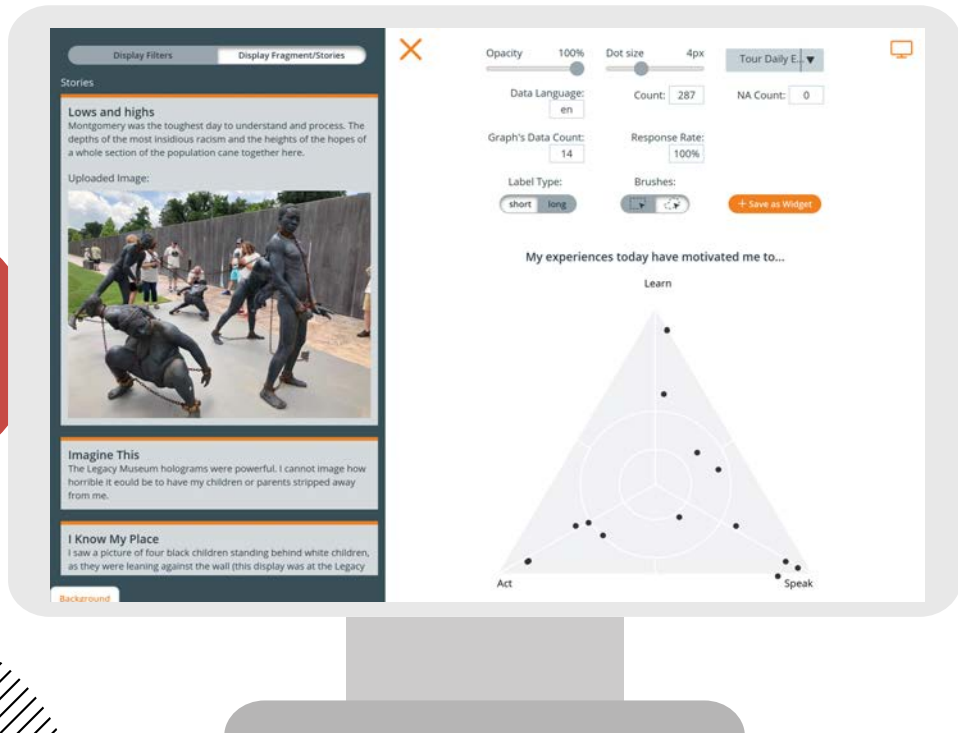 Display Filters
Display Fragment/Stories
Stories
Lows and highs
Montgomery was the toughest day to understand and process. The
depths of the most insidious racism and the heights of the hopes of
a whole section of the population cane together here.
Uploaded Image:
Imagine This
The Legacy Museum holograms were powerful. I cannot image how
horrible it eould be to have my children or parents stripped away
from me.
I Know My Place
I saw a picture of four black children standing behind white children,
as they were leaning against the wall (this display was at the Legacy
Background
Opacity 100%
Dot size 4px
Tour Daily E...
Data Language:
en
Count: 287
NA Count: 0
Graph's Data Count:
14
Response Rate:
100%
Label Type:
short long
Brushes:
+ Save as Widget
My experiences today have motivated me to...
Learn
Act
Speak